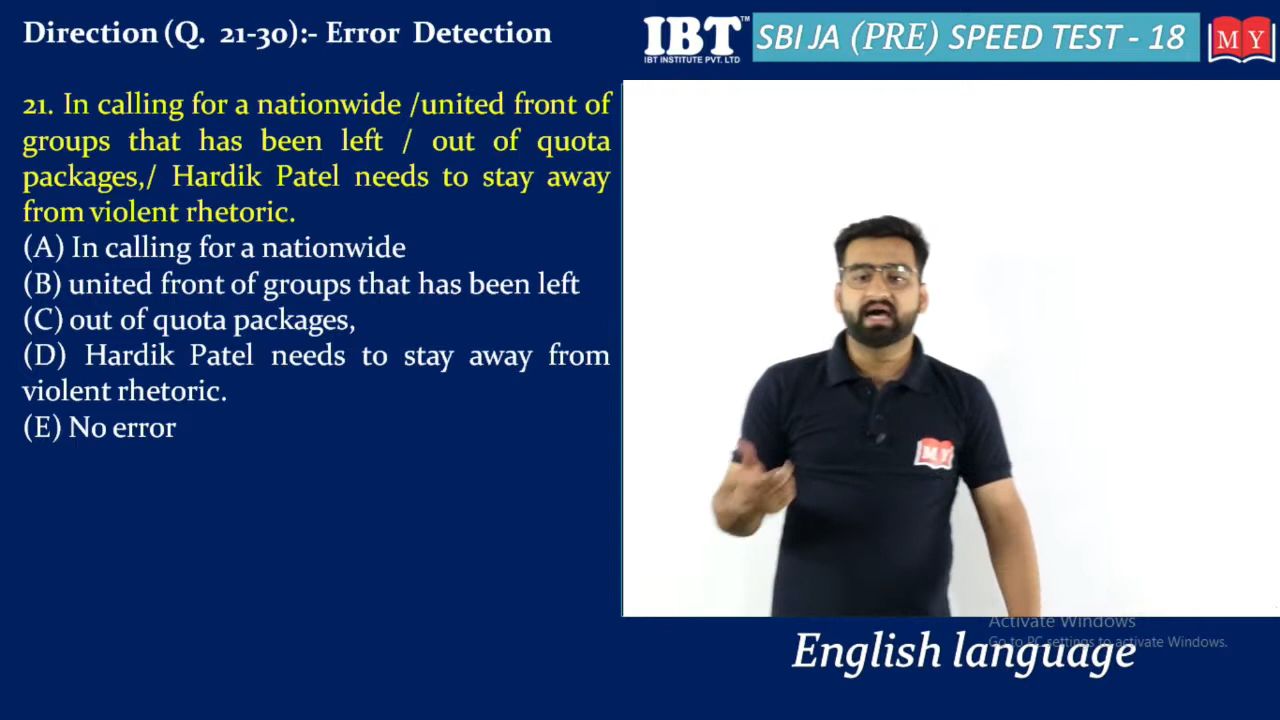 Direction (Q. 21-30):- Error Detection
IBT™
IBT INSTITUTE PVT. LTD
SBI JA (PRE) SPEED TEST - 18
M Y
21. In calling for a nationwide /united front of
groups that has been left / out of quota
packages,/ Hardik Patel needs to stay away
from violent rhetoric.
(A) In calling for a nationwide
(B) united front of groups that has been left
(C) out of quota packages,
(D) Hardik Patel needs to stay away from
violent rhetoric.
(E) No error
M Y
Activate Windows
Go to PC settings to activate Windows.
English language